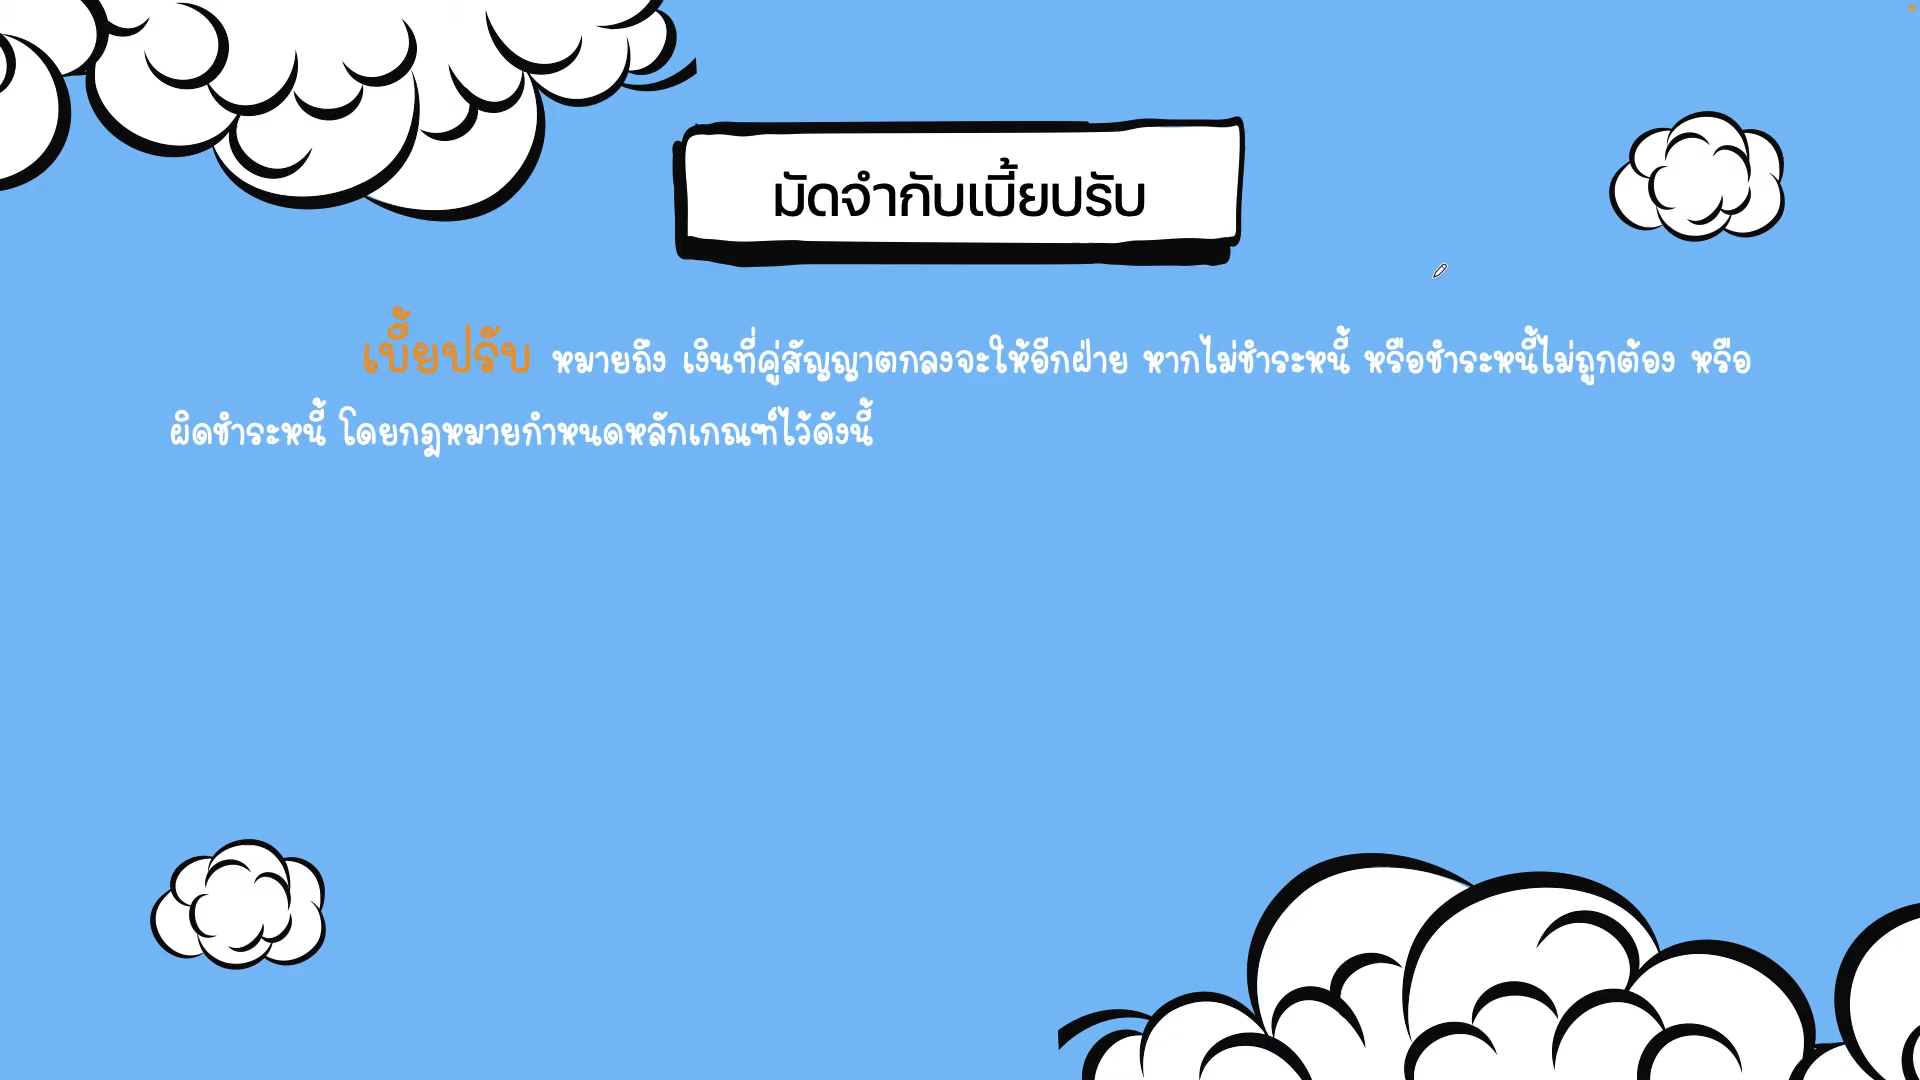 มัดจำกับเบี้ยปรับ
เบี้ยปรับ หมายถึง เงินที่คู่สัญญาตกลงจะให้อีกฝ่าย หากไม่ชำระหนี้ หรือชำระหนี้ไม่ถูกต้อง หรือ
ผิดชำระหนี้ โดยกฎหมายกำหนดหลักเกณฑ์ไว้ดังนี้